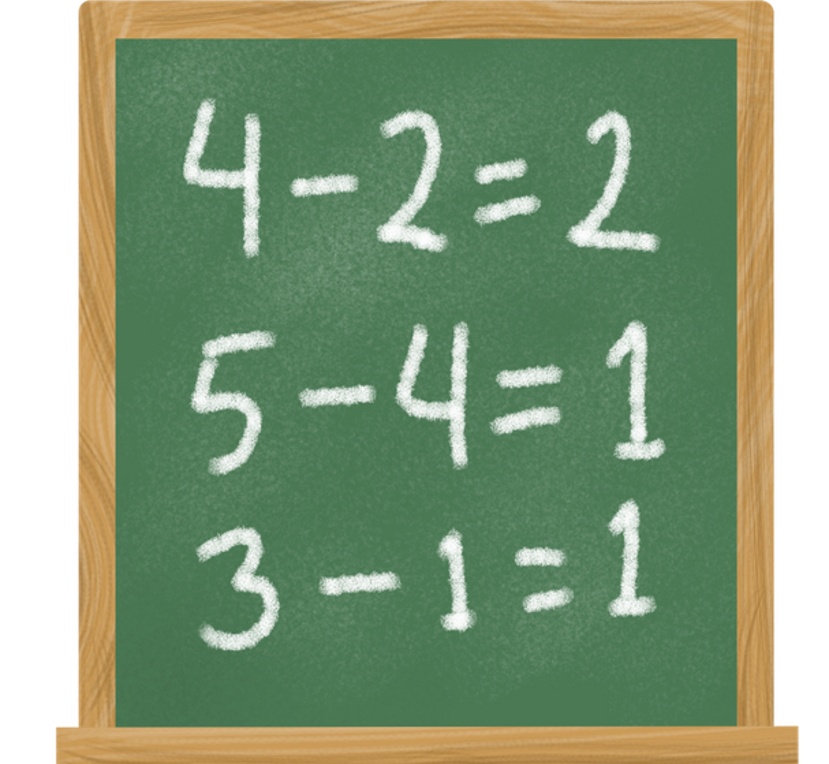 4 - 2 = 2
5 - 4 = 1
3 - 1 = 1